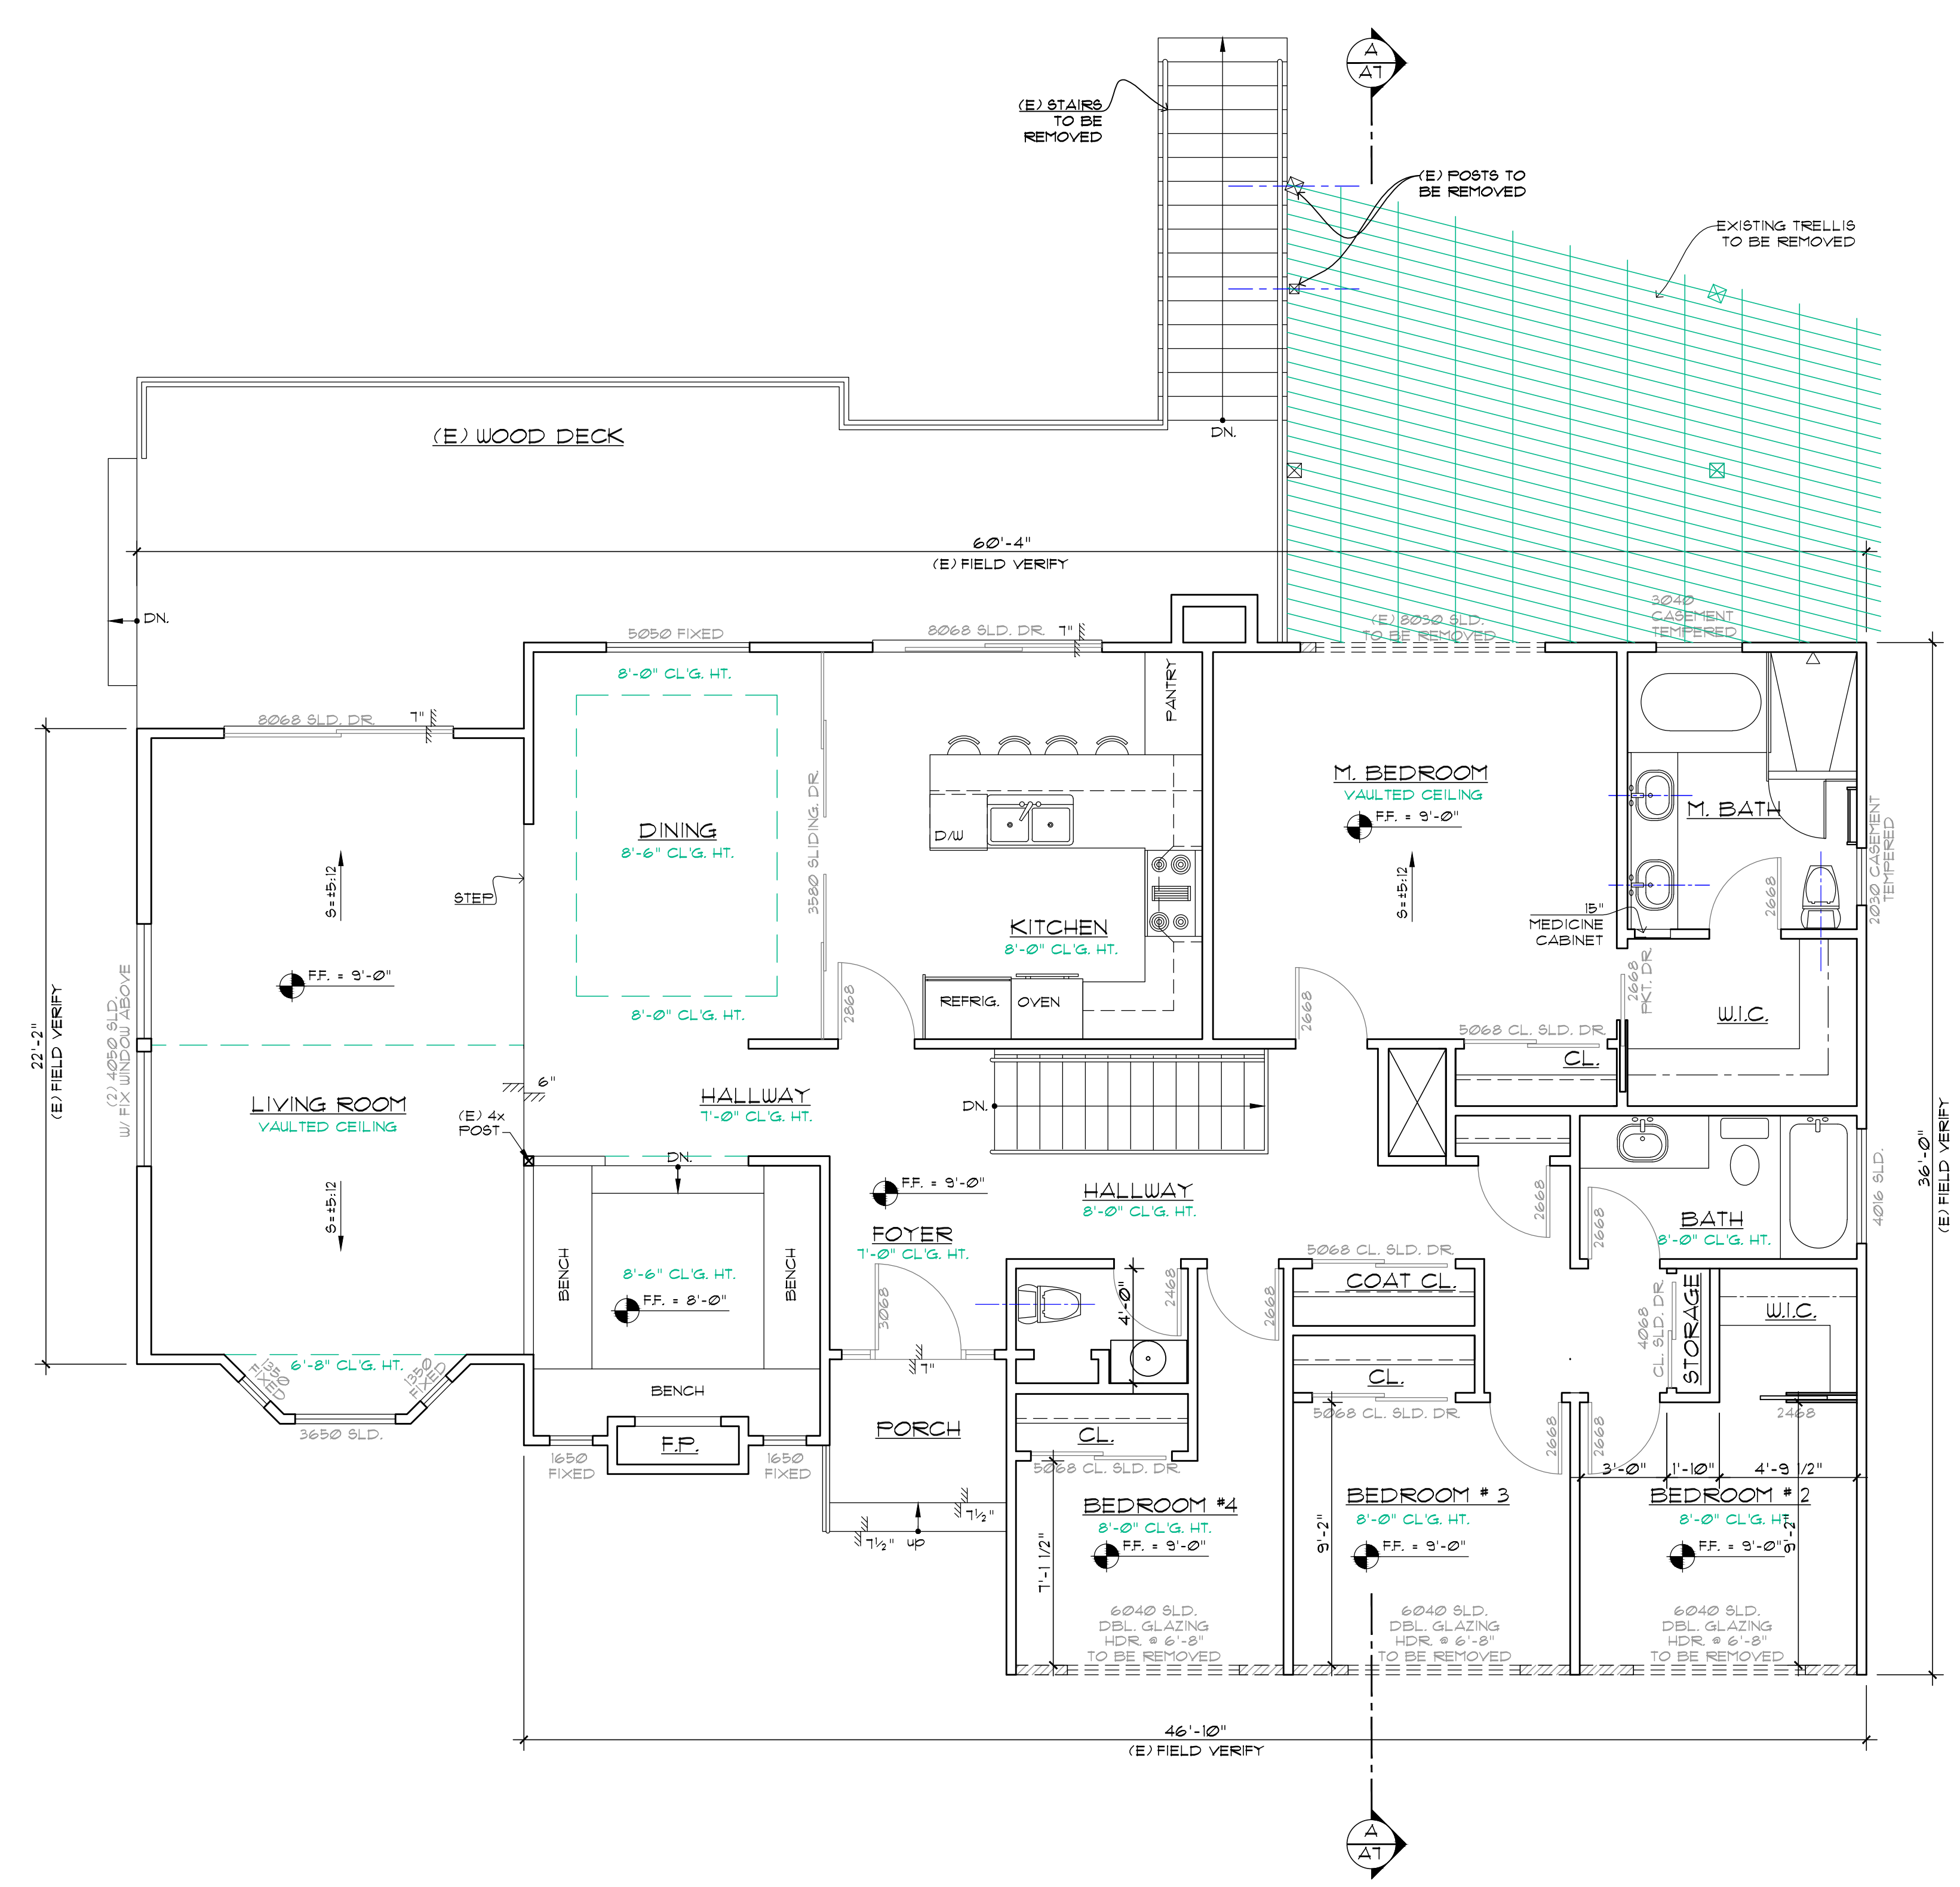 A
A7
(E) STAIRS
TO BE
REMOVED
(E) POSTS TO
BE REMOVED
EXISTING TRELLIS
TO BE REMOVED
(E) WOOD DECK
DN.
60'-4"
(E) FIELD VERIFY
DN.
5050 FIXED
8068 SLD. DR.
7"
(E) 8030 SLD.
TO BE REMOVED
3040
CASEMENT
TEMPERED
8'-0" CL'G. HT.
PANTRY
8068 SLD. DR.
7"
M. BEDROOM
VAULTED CEILING
F.F. = 9'-0"
M. BATH
DINING
8'-6" CL'G. HT.
3580 SLIDING. DR.
D/W
2030 CASEMENT
TEMPERED
S=±5:12
STEP
S=±5:12
2668
15"
MEDICINE
CABINET
KITCHEN
8'-0" CL'G. HT.
F.F. = 9'-0"
REFRIG.
OVEN
2868
2668
2668
PKT. DR.
W.I.C.
8'-0" CL'G. HT.
5068 CL. SLD. DR.
CL.
22'-2"
(E) FIELD VERIFY
(2) 4050 SLD.
W/ FIX WINDOW ABOVE
6"
LIVING ROOM
VAULTED CEILING
HALLWAY
7'-0" CL'G. HT.
DN.
(E) 4x
POST
DN.
36'-0"
(E) FIELD VERIFY
4016 SLD.
S=±5:12
F.F. = 9'-0"
HALLWAY
8'-0" CL'G. HT.
2668
2668
BATH
8'-0" CL'G. HT.
FOYER
7'-0" CL'G. HT.
BENCH
BENCH
8'-6" CL'G. HT.
F.F. = 8'-0"
3068
4'-0"
2468
2668
5068 CL. SLD. DR.
COAT CL.
4068
CL. SLD. DR.
STORAGE
W.I.C.
6'-8" CL'G. HT.
1350
FIXED
1350
FIXED
7"
CL.
BENCH
5068 CL. SLD. DR.
2468
3650 SLD.
F.P.
PORCH
CL.
1650
FIXED
1650
FIXED
5068 CL. SLD. DR.
2668
2668
3'-0"
1'-10"
4'-9 1/2"
BEDROOM #4
8'-0" CL'G. HT.
F.F. = 9'-0"
BEDROOM # 3
8'-0" CL'G. HT.
F.F. = 9'-0"
BEDROOM # 2
8'-0" CL'G. HT.
F.F. = 9'-0"
7½"
7½"
up
7'-1 1/2"
9'-2"
9'-2"
6040 SLD.
DBL. GLAZING
HDR. @ 6'-8"
TO BE REMOVED
6040 SLD.
DBL. GLAZING
HDR. @ 6'-8"
TO BE REMOVED
6040 SLD.
DBL. GLAZING
HDR. @ 6'-8"
TO BE REMOVED
46'-10"
(E) FIELD VERIFY
A
A7